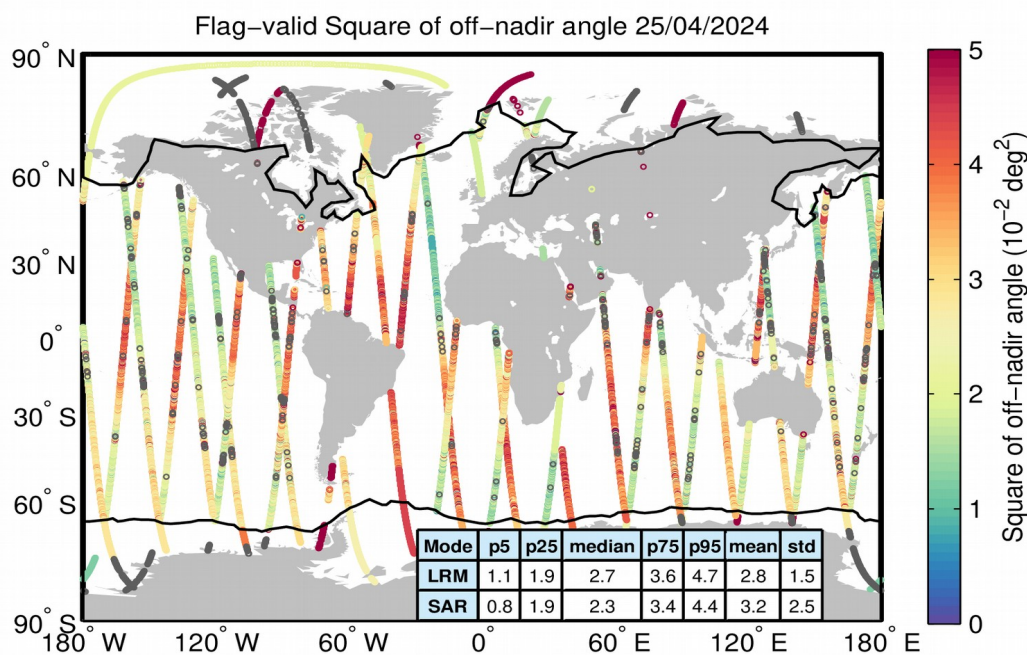 Flag-valid Square of off-nadir angle 25/04/2024
90° N
60° N
30° N
0°
30° S
60° S
90° S
180° W
120° W
60° W
0°
60° E
120° E
180° E
Mode p5 p25 median p75 p95 mean std
LRM 1.1 1.9 2.7 3.6 4.7 2.8 1.5
SAR 0.8 1.9 2.3 3.4 4.4 3.2 2.5
5
4
3
2
1
0
Square of off-nadir angle (10⁻² deg²)